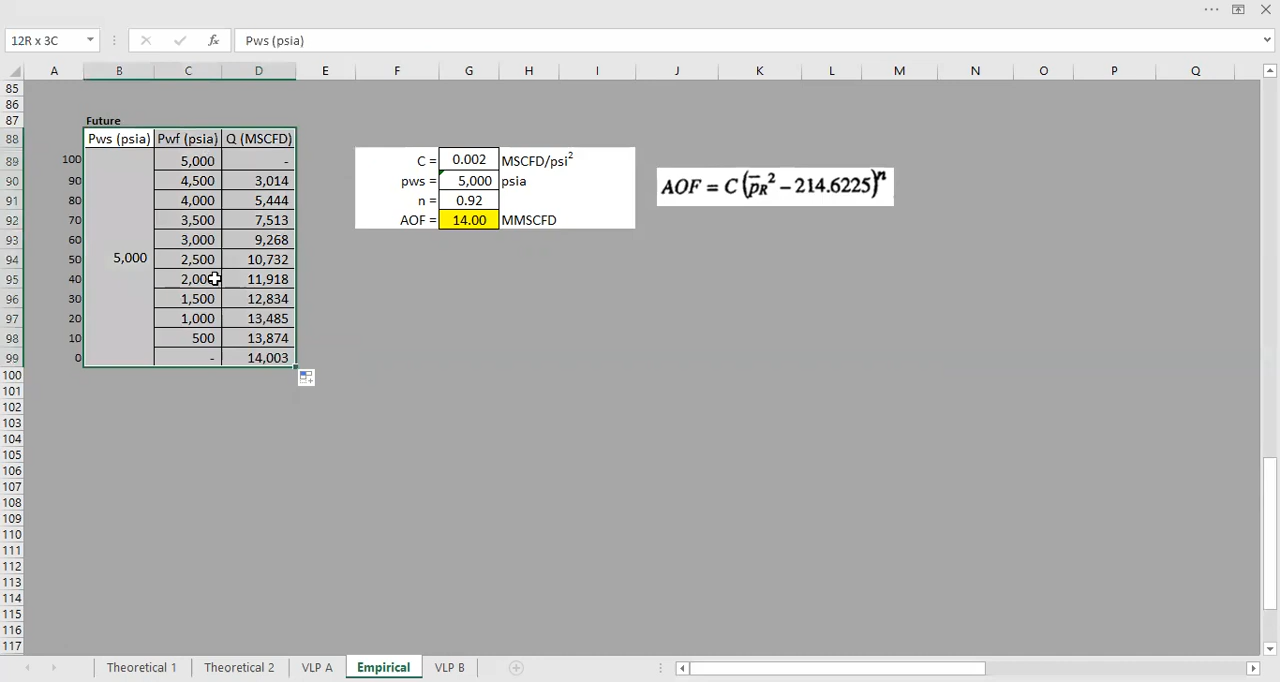 12R x 3C
fx
Pws (psia)
A B C D E F G H I J K L M N O P Q
85
86
87 Future
88 Pws (psia) Pwf (psia) Q (MSCFD)
89 100 5,000 - C = 0.002 MSCFD/psi²
90 90 4,500 3,014 pws = 5,000 psia
91 80 4,000 5,444 n = 0.92
92 70 3,500 7,513 AOF = 14.00 MMSCFD
AOF = C (p̅R² − 214.6225)ⁿ
93 60 3,000 9,268
94 50 5,000 2,500 10,732
95 40 2,000 11,918
96 30 1,500 12,834
97 20 1,000 13,485
98 10 500 13,874
99 0 - 14,003
100
101
102
103
104
105
106
107
108
109
110
111
112
113
114
115
116
117
Theoretical 1 Theoretical 2 VLP A Empirical VLP B